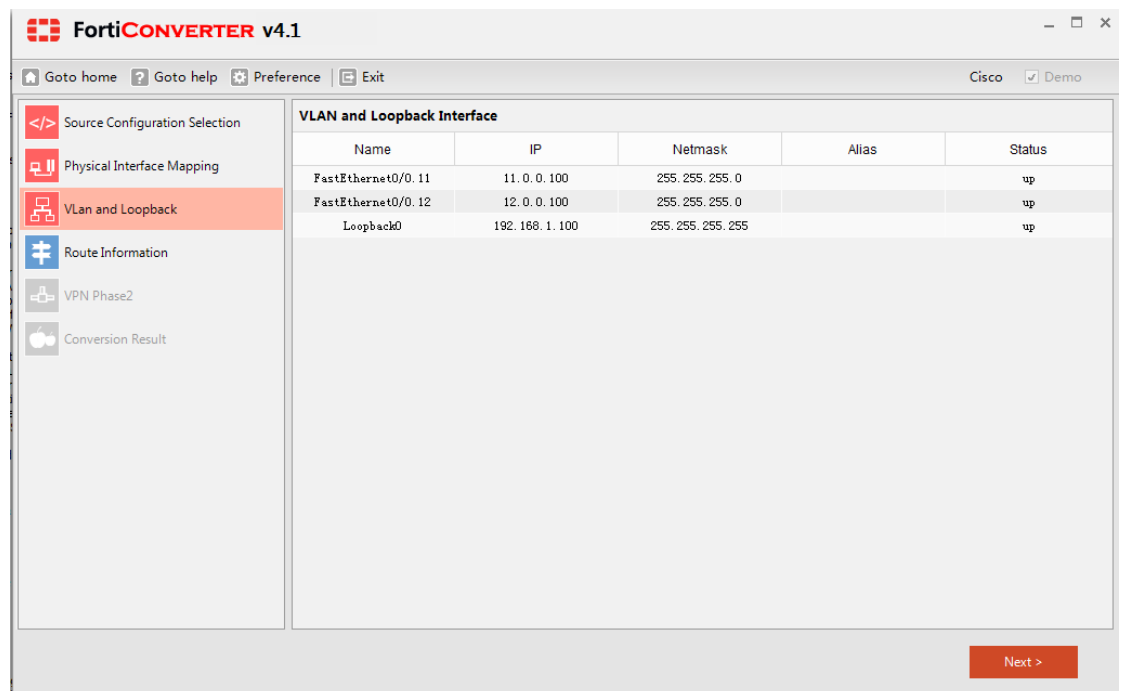 FortiCONVERTER v4.1
Goto home Goto help Preference Exit Cisco Demo
Source Configuration Selection
Physical Interface Mapping
VLan and Loopback
Route Information
VPN Phase2
Conversion Result
VLAN and Loopback Interface
Name IP Netmask Alias Status
FastEthernet0/0.11 11.0.0.100 255.255.255.0 up
FastEthernet0/0.12 12.0.0.100 255.255.255.0 up
Loopback0 192.168.1.100 255.255.255.255 up
Next >